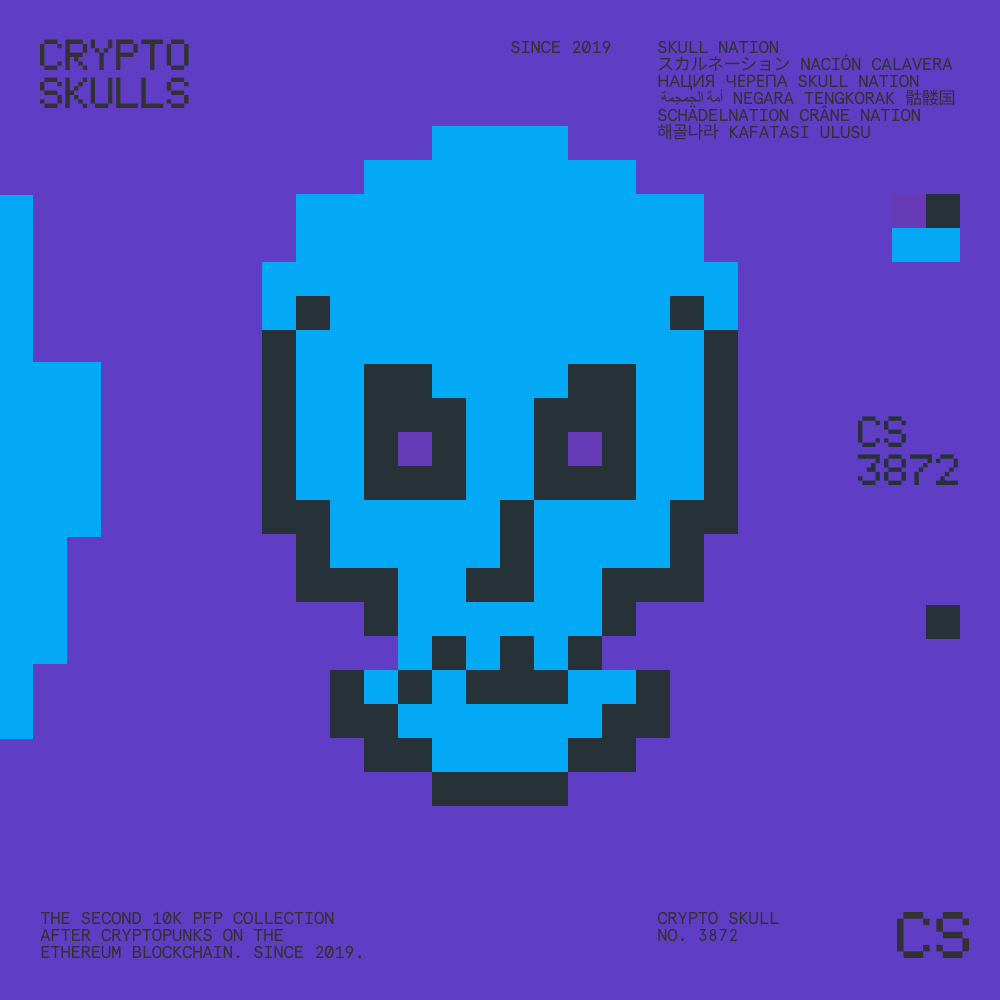 CRYPTO
SKULLS
SINCE 2019
SKULL NATION
スカルネーション NACIÓN CALAVERA
НАЦИЯ ЧЕРЕПА SKULL NATION
أمة الجمجمة NEGARA TENGKORAK 骷髅国
SCHÄDELNATION CRÂNE NATION
해골나라 KAFATASI ULUSU
CS
3872
THE SECOND 10K PFP COLLECTION
AFTER CRYPTOPUNKS ON THE
ETHEREUM BLOCKCHAIN. SINCE 2019.
CRYPTO SKULL
NO. 3872
CS